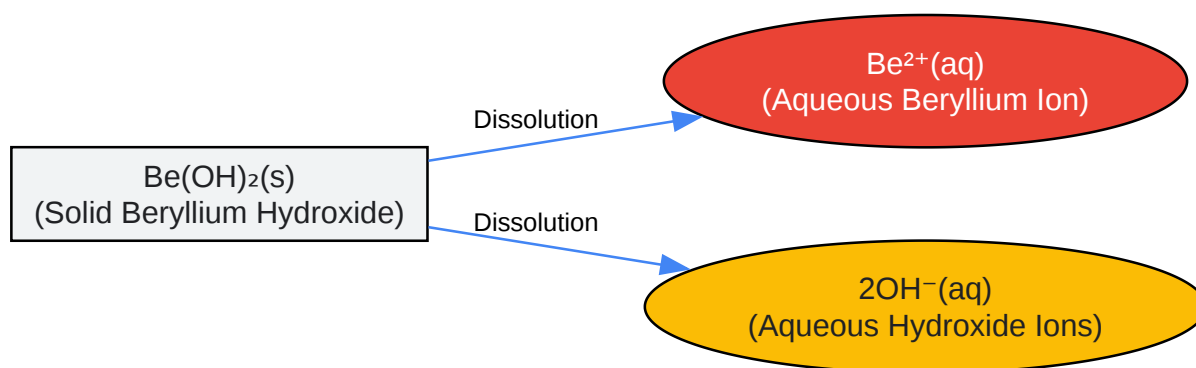 Be²⁺(aq)
(Aqueous Beryllium Ion)
Dissolution
Be(OH)₂(s)
(Solid Beryllium Hydroxide)
Dissolution
2OH⁻(aq)
(Aqueous Hydroxide Ions)